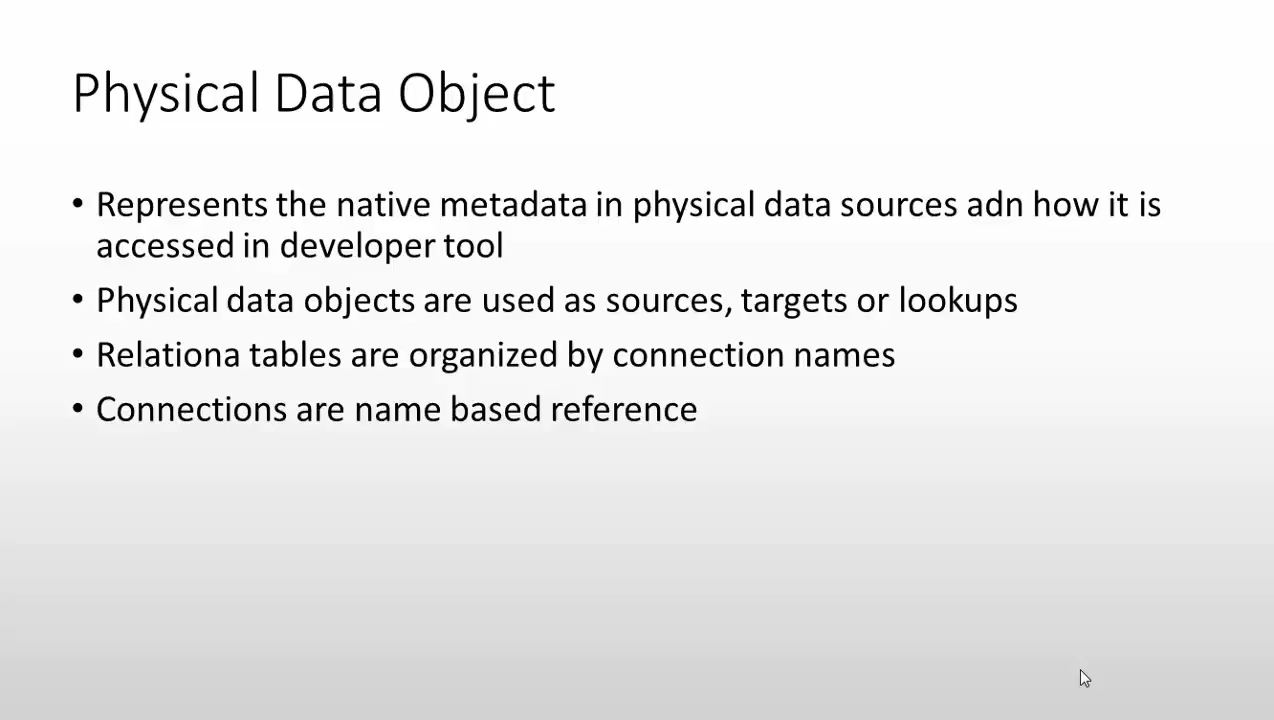 Physical Data Object
• Represents the native metadata in physical data sources adn how it is
accessed in developer tool
• Physical data objects are used as sources, targets or lookups
• Relationa tables are organized by connection names
• Connections are name based reference